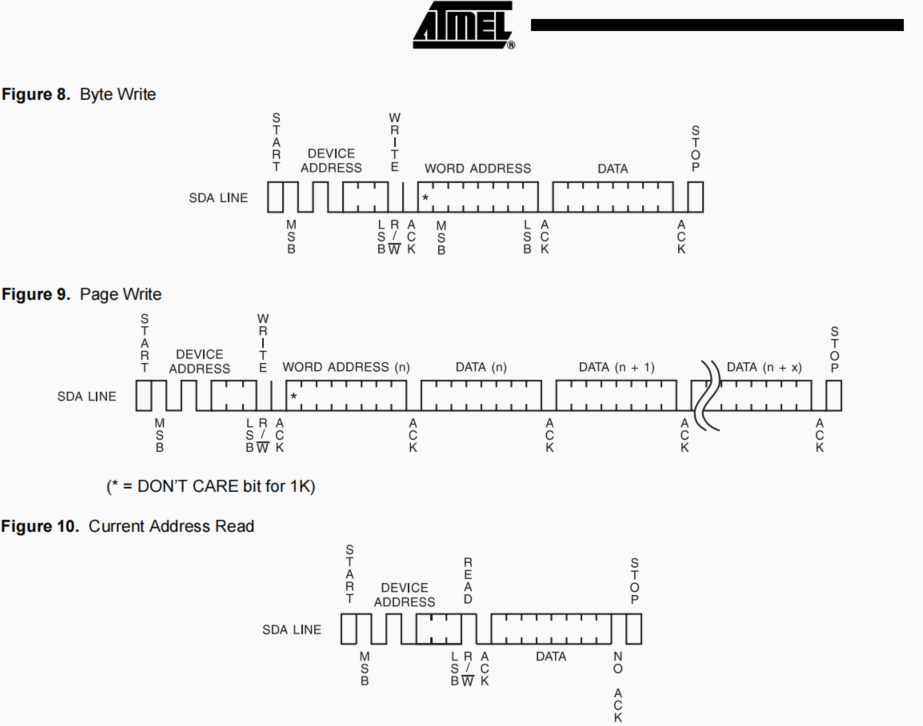 ATMEL®
Figure 8. Byte Write
START
DEVICE ADDRESS
WRITE
WORD ADDRESS
DATA
STOP
SDA LINE
*
MSB
LSB
R/W
ACK
MSB
LSB
ACK
ACK
Figure 9. Page Write
START
DEVICE ADDRESS
WRITE
WORD ADDRESS (n)
DATA (n)
DATA (n + 1)
DATA (n + x)
STOP
SDA LINE
*
MSB
LSB
R/W
ACK
ACK
ACK
ACK
ACK
(* = DON'T CARE bit for 1K)
Figure 10. Current Address Read
START
DEVICE ADDRESS
READ
STOP
SDA LINE
MSB
LSB
R/W
ACK
DATA
NO ACK